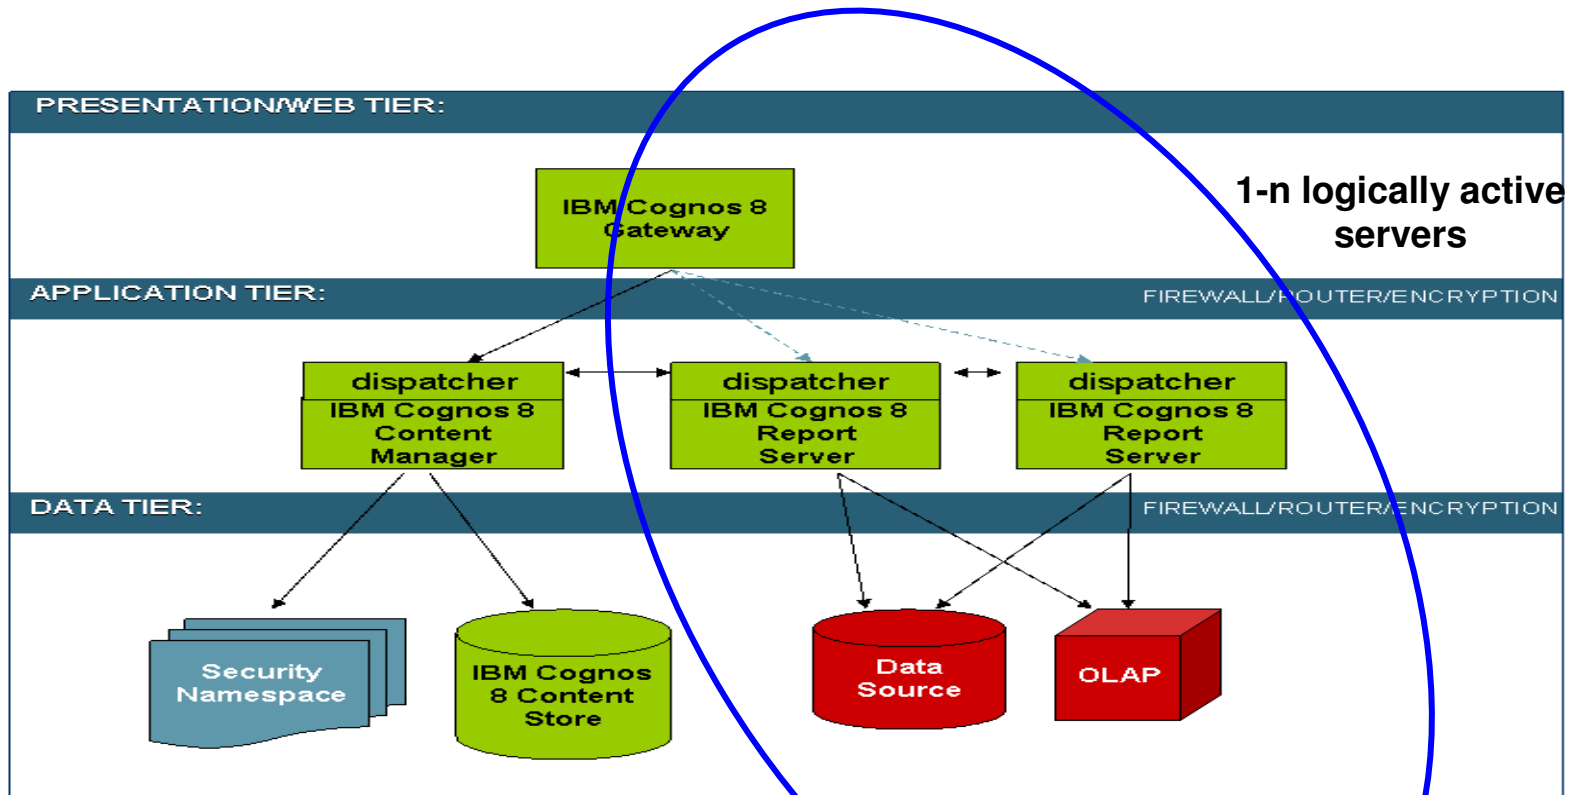 PRESENTATION/WEB TIER:
IBM Cognos 8
Gateway
1-n logically active
servers
APPLICATION TIER:
FIREWALL/ROUTER/ENCRYPTION
dispatcher
IBM Cognos 8
Content
Manager
dispatcher
IBM Cognos 8
Report
Server
dispatcher
IBM Cognos 8
Report
Server
DATA TIER:
FIREWALL/ROUTER/ENCRYPTION
Security
Namespace
IBM Cognos
8 Content
Store
Data
Source
OLAP